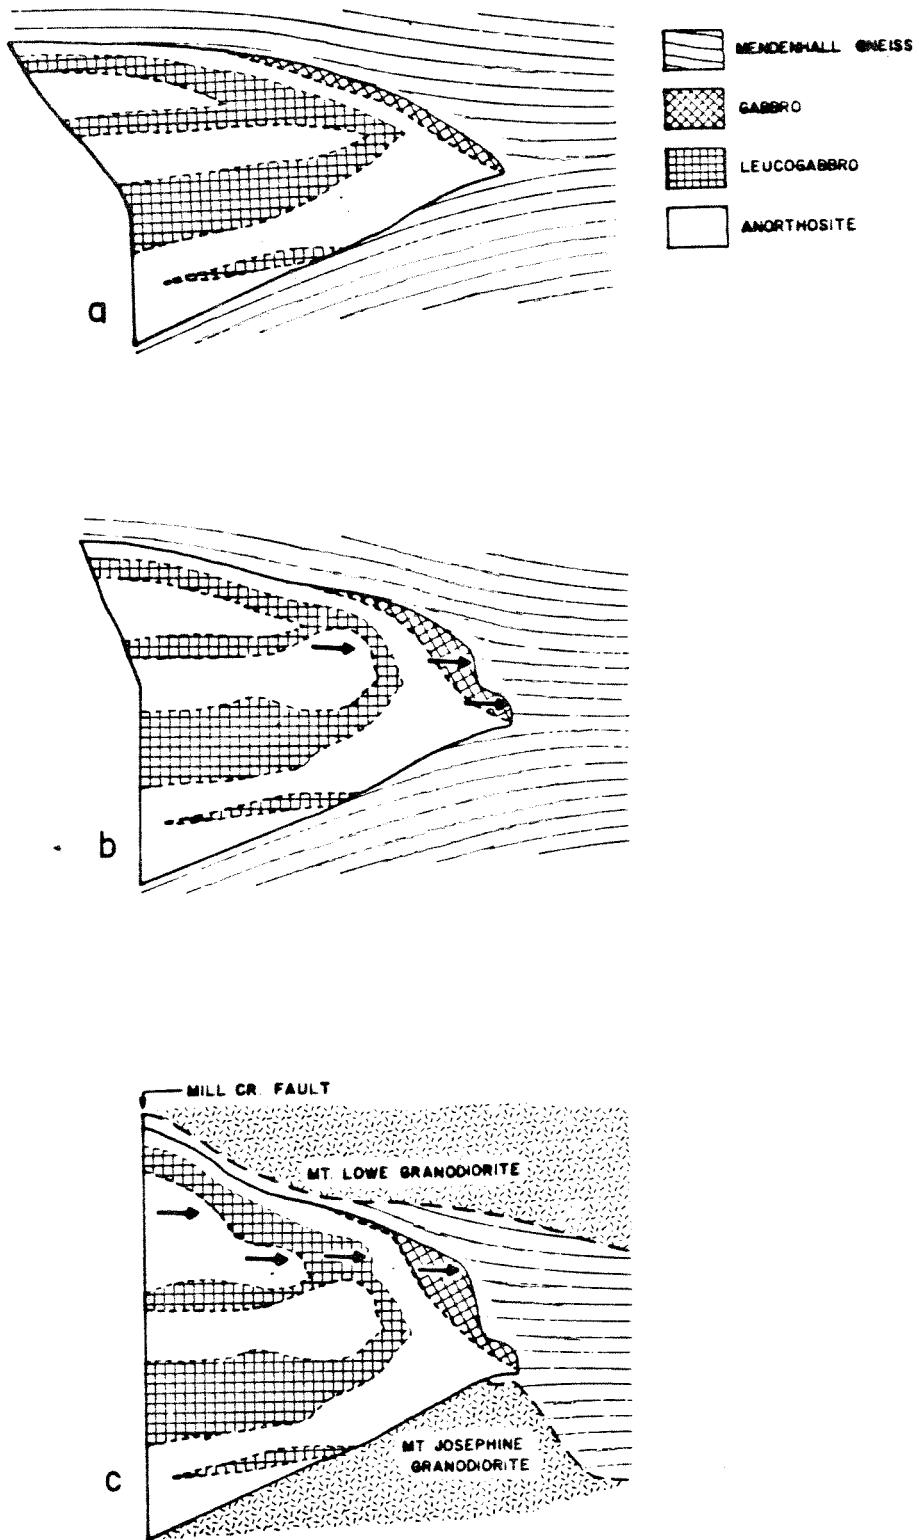 MENDENHALL GNEISS
GABBRO
LEUCOGABBRO
ANORTHOSITE
a
b
MILL CR. FAULT
MT. LOWE GRANODIORITE
MT JOSEPHINE
GRANODIORITE
c